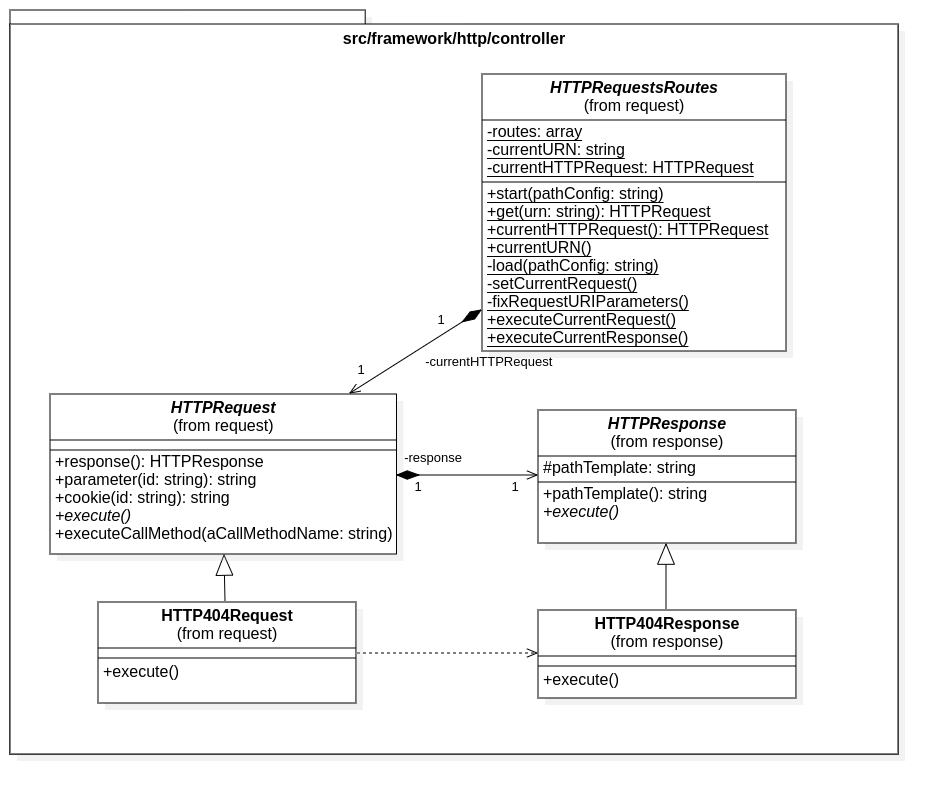 src/framework/http/controller
HTTPRequestsRoutes
(from request)
-routes: array
-currentURN: string
-currentHTTPRequest: HTTPRequest
+start(pathConfig: string)
+get(urn: string): HTTPRequest
+currentHTTPRequest(): HTTPRequest
+currentURN()
-load(pathConfig: string)
-setCurrentRequest()
-fixRequestURIParameters()
+executeCurrentRequest()
+executeCurrentResponse()
1
1
-currentHTTPRequest
HTTPRequest
(from request)
+response(): HTTPResponse
+parameter(id: string): string
+cookie(id: string): string
+execute()
+executeCallMethod(aCallMethodName: string)
-response
1
1
HTTPResponse
(from response)
#pathTemplate: string
+pathTemplate(): string
+execute()
HTTP404Request
(from request)
+execute()
HTTP404Response
(from response)
+execute()